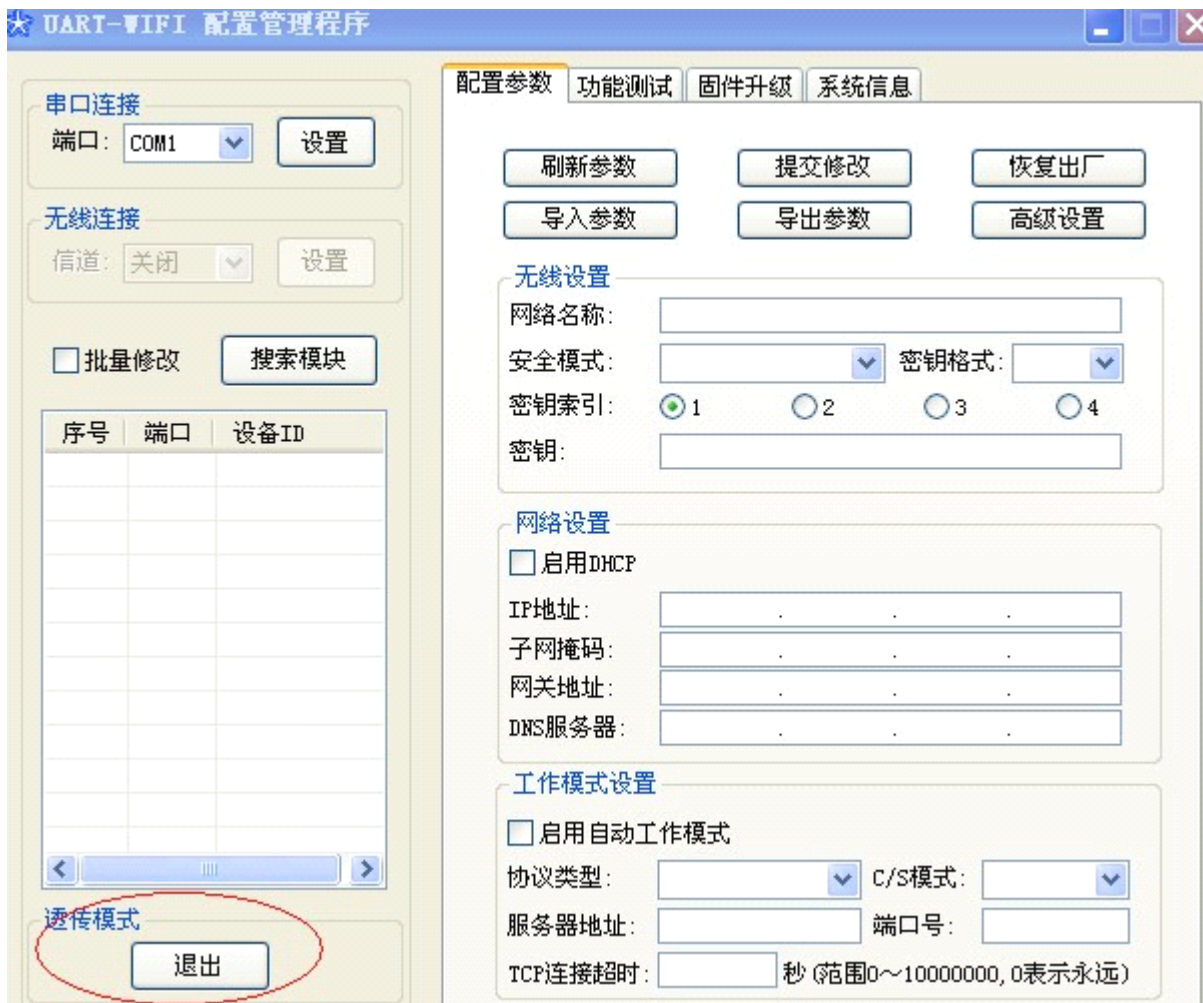 UART-WIFI 配置管理程序
串口连接
端口: COM1 设置
无线连接
信道: 关闭 设置
批量修改 搜索模块
序号 端口 设备ID
透传模式
退出
配置参数 功能测试 固件升级 系统信息
刷新参数 提交修改 恢复出厂
导入参数 导出参数 高级设置
无线设置
网络名称:
安全模式: 密钥格式:
密钥索引: 1 2 3 4
密钥:
网络设置
启用DHCP
IP地址: . . .
子网掩码: . . .
网关地址: . . .
DNS服务器: . . .
工作模式设置
启用自动工作模式
协议类型: C/S模式:
服务器地址: 端口号:
TCP连接超时: 秒(范围0~10000000,0表示永远)